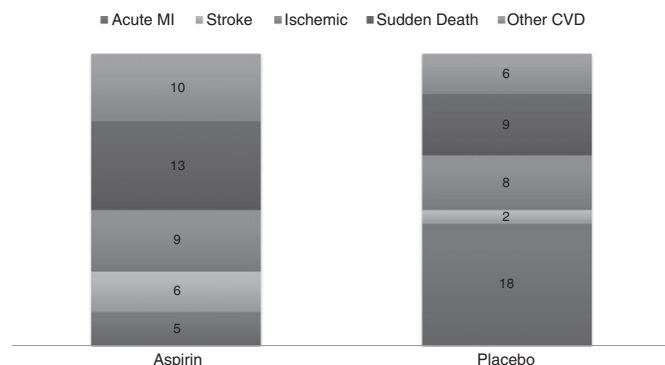 Acute MI Stroke Ischemic Sudden Death Other CVD
10 6
13 9
9 8
6 2
5 18
Aspirin Placebo